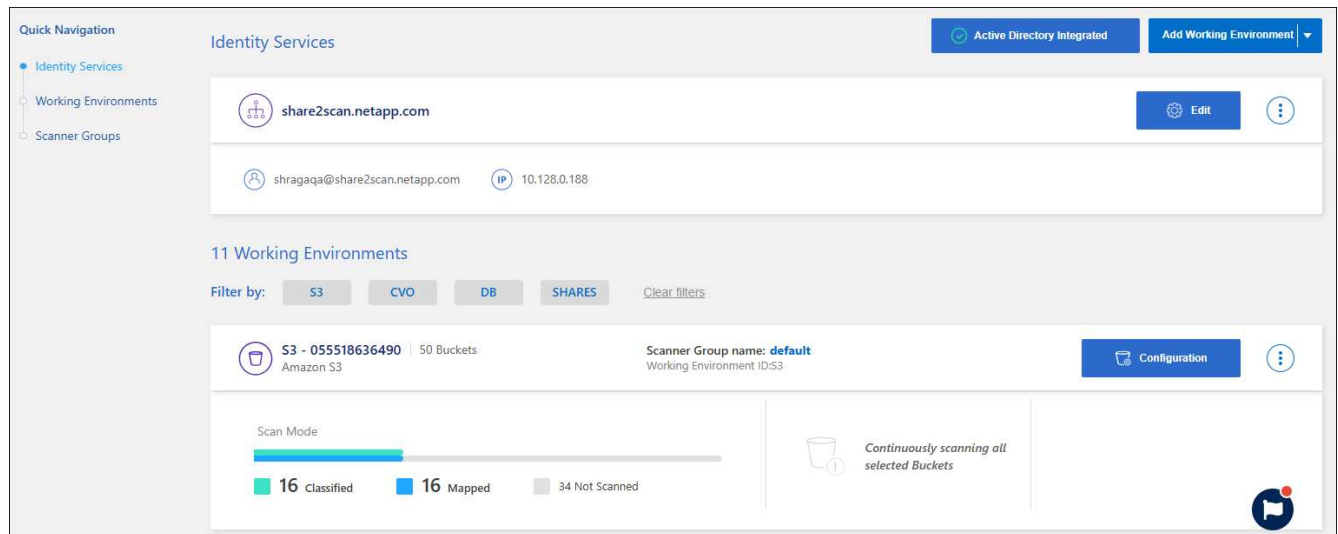 Quick Navigation
Identity Services
Working Environments
Scanner Groups
Identity Services
Active Directory Integrated
Add Working Environment
share2scan.netapp.com
Edit
shragaqa@share2scan.netapp.com
IP
10.128.0.188
11 Working Environments
Filter by: S3 CVO DB SHARES Clear filters
S3 - 055518636490 50 Buckets
Amazon S3
Scanner Group name: default
Working Environment ID:S3
Configuration
Scan Mode
16 Classified 16 Mapped 34 Not Scanned
Continuously scanning all
selected Buckets